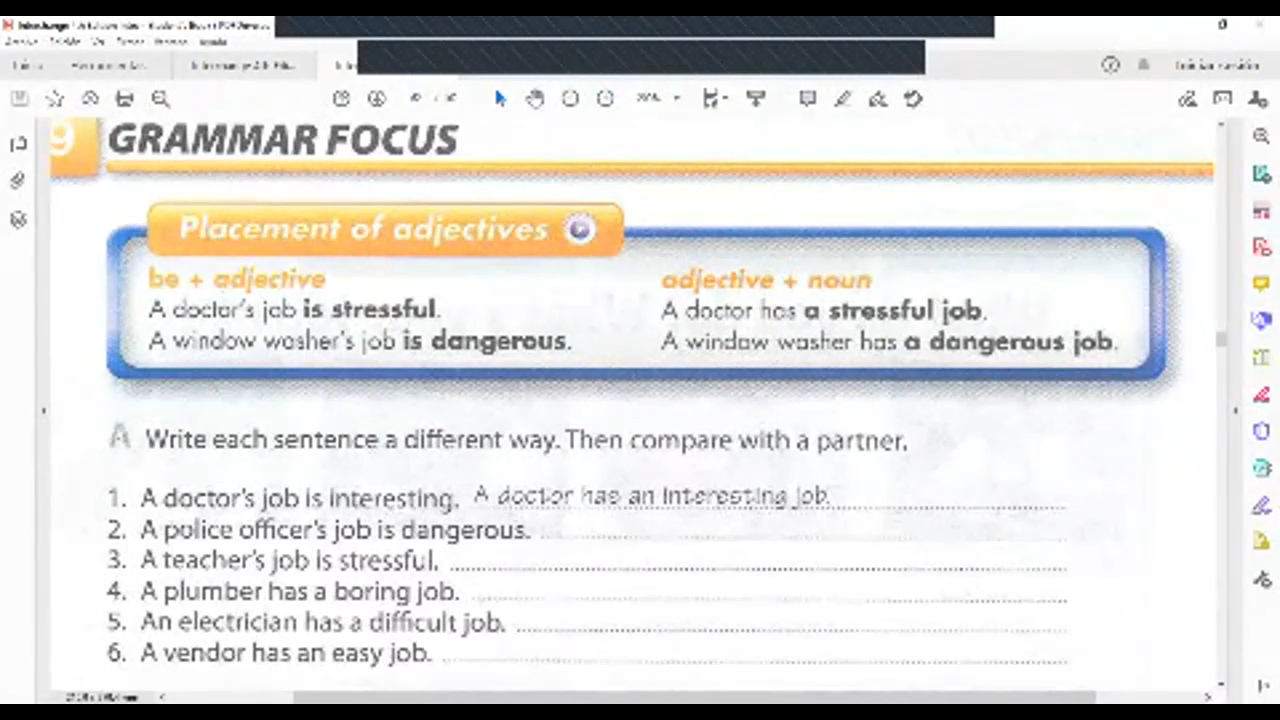 9 GRAMMAR FOCUS
Placement of adjectives
be + adjective
A doctor's job is stressful.
A window washer's job is dangerous.
adjective + noun
A doctor has a stressful job.
A window washer has a dangerous job.
A Write each sentence a different way. Then compare with a partner.
1. A doctor's job is interesting. A doctor has an interesting job.
2. A police officer's job is dangerous.
3. A teacher's job is stressful.
4. A plumber has a boring job.
5. An electrician has a difficult job.
6. A vendor has an easy job.